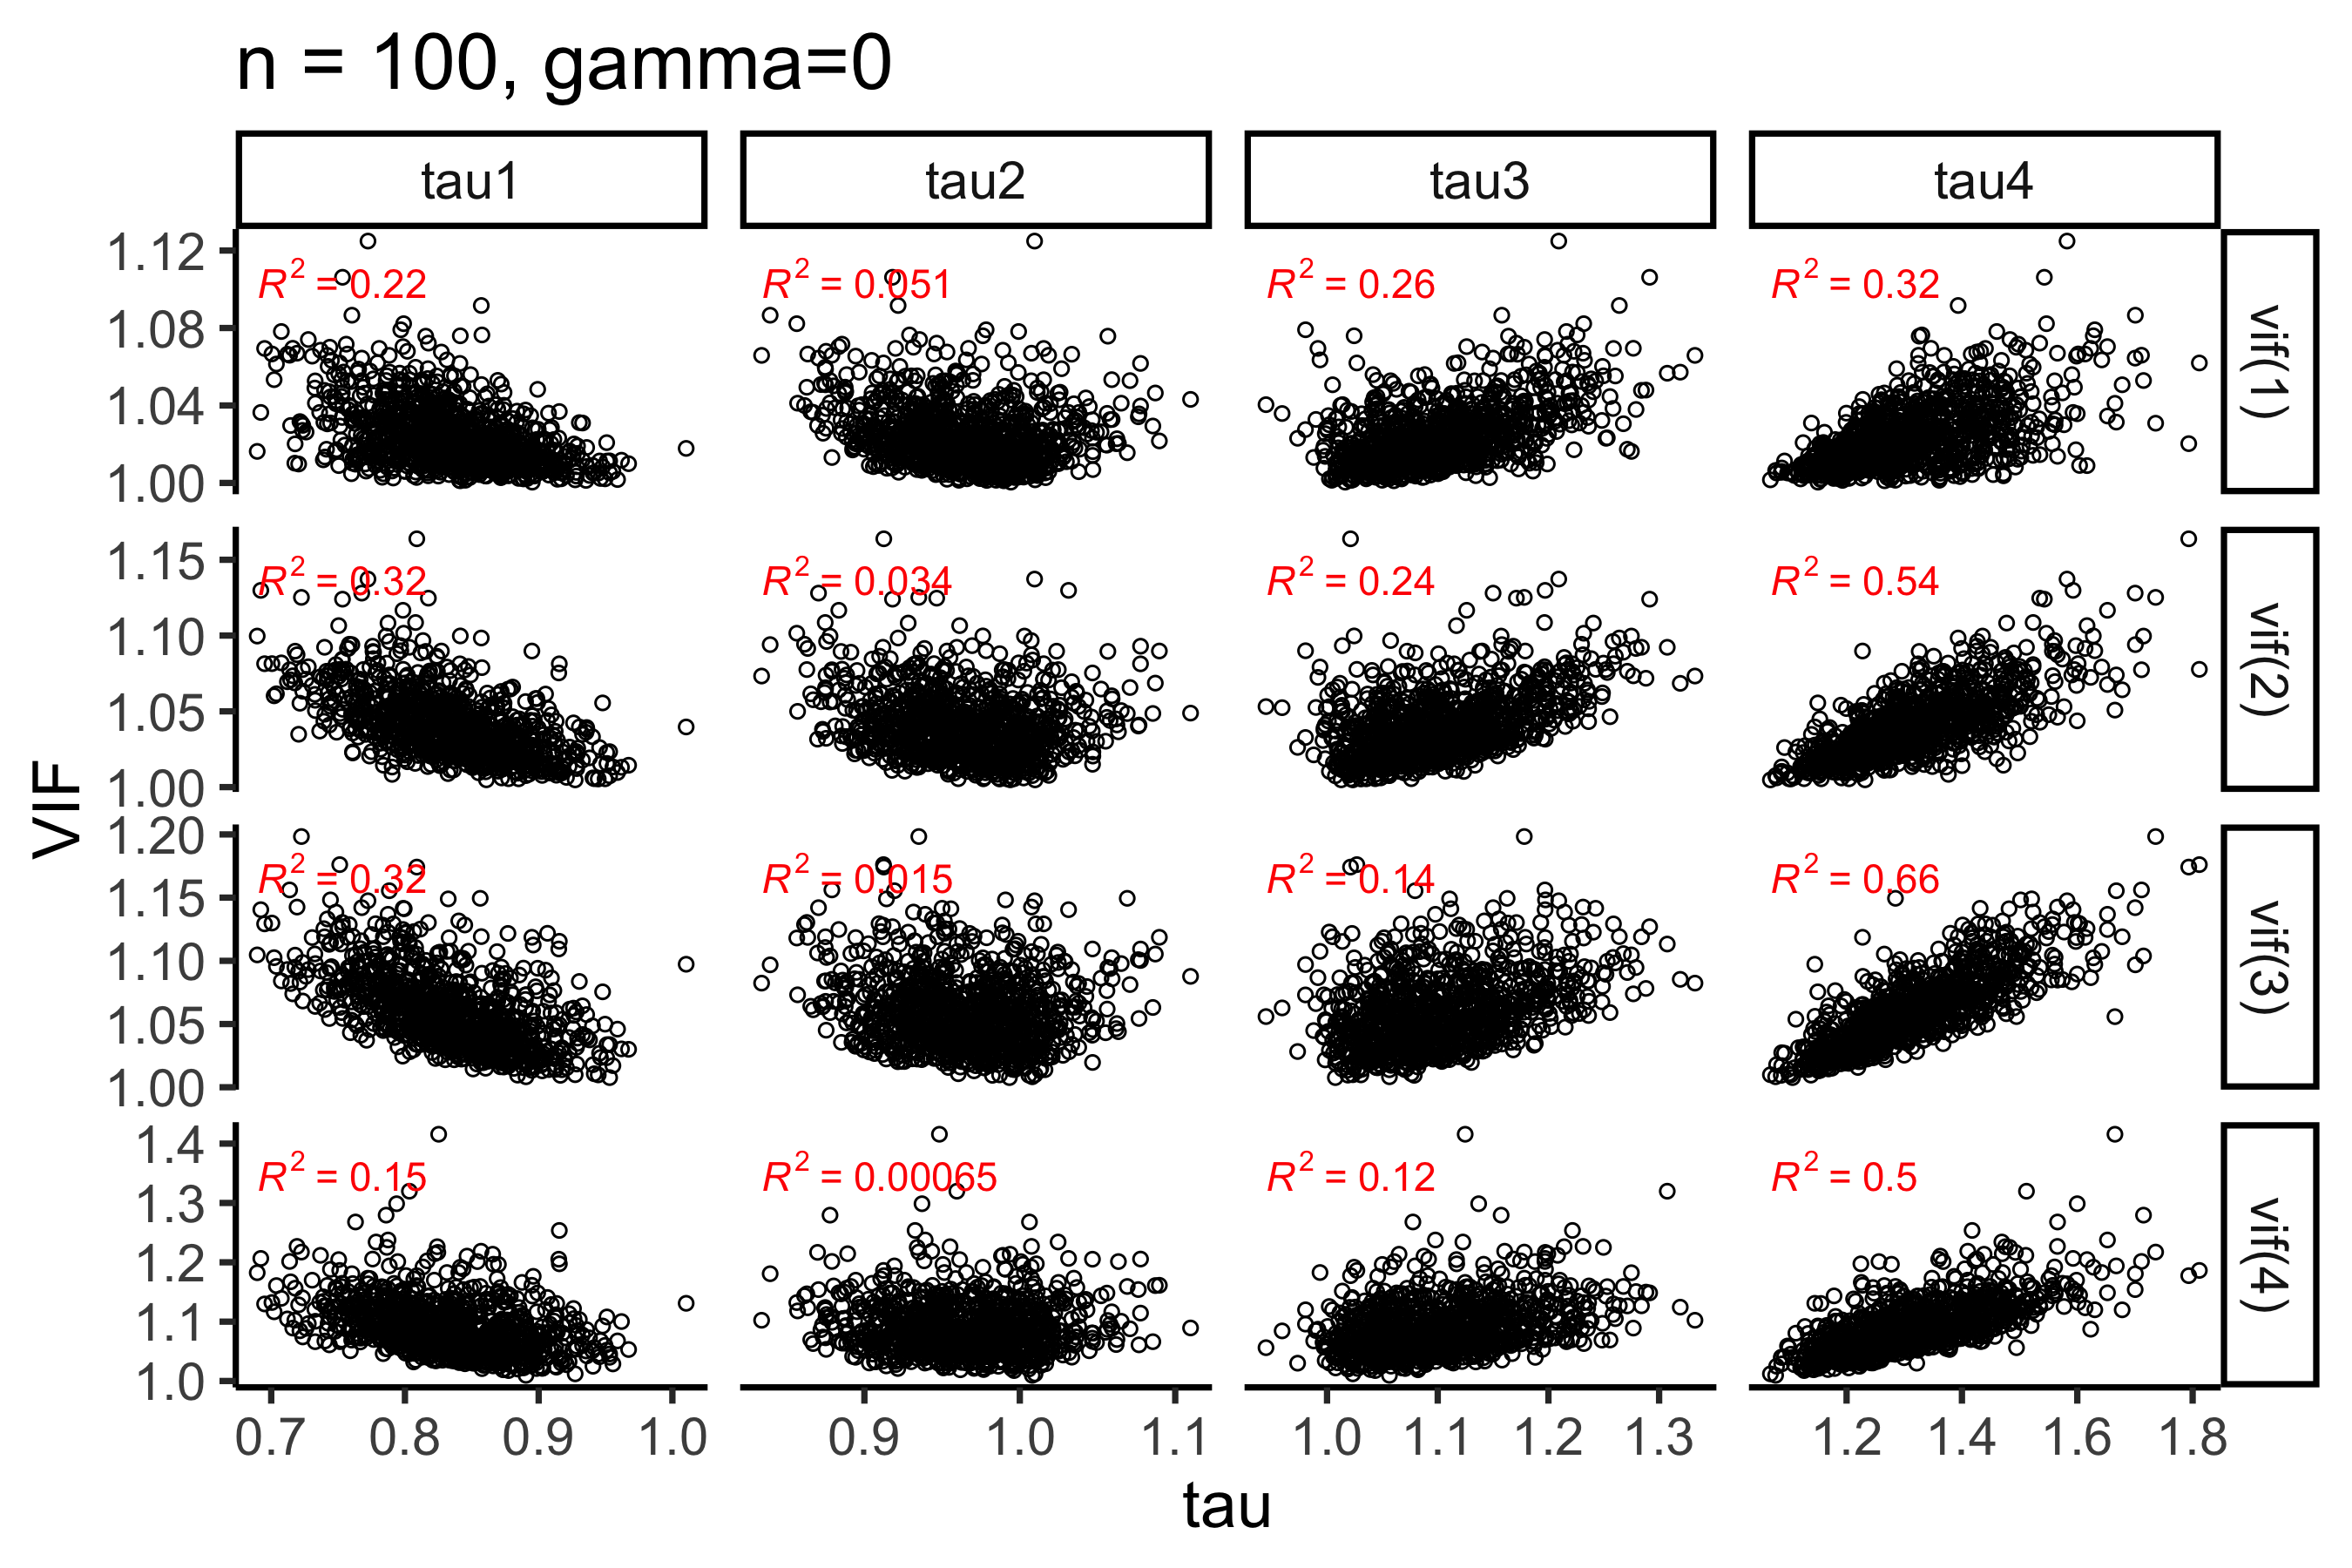 n = 100, gamma=0
tau1 tau2 tau3 tau4
1.12
1.08
1.04
1.00
R² = 0.22
R² = 0.051
R² = 0.26
R² = 0.32
vif(1)
1.15
1.10
1.05
1.00
R² = 0.32
R² = 0.034
R² = 0.24
R² = 0.54
vif(2)
VIF
1.20
1.15
1.10
1.05
1.00
R² = 0.32
R² = 0.015
R² = 0.14
R² = 0.66
vif(3)
1.4
1.3
1.2
1.1
1.0
R² = 0.15
R² = 0.00065
R² = 0.12
R² = 0.5
vif(4)
0.7 0.8 0.9 1.0 0.9 1.0 1.1 1.0 1.1 1.2 1.3 1.2 1.4 1.6 1.8
tau